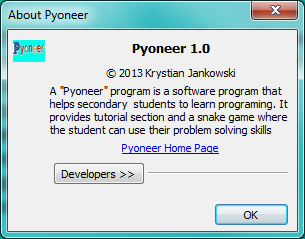 About Pyoneer
Pyoneer
Pyoneer 1.0
© 2013 Krystian Jankowski
A "Pyoneer" program is a software program that
helps secondary  students to learn programing. It
provides tutorial section and a snake game where
the student can use their problem solving skills
Pyoneer Home Page
Developers >>
OK